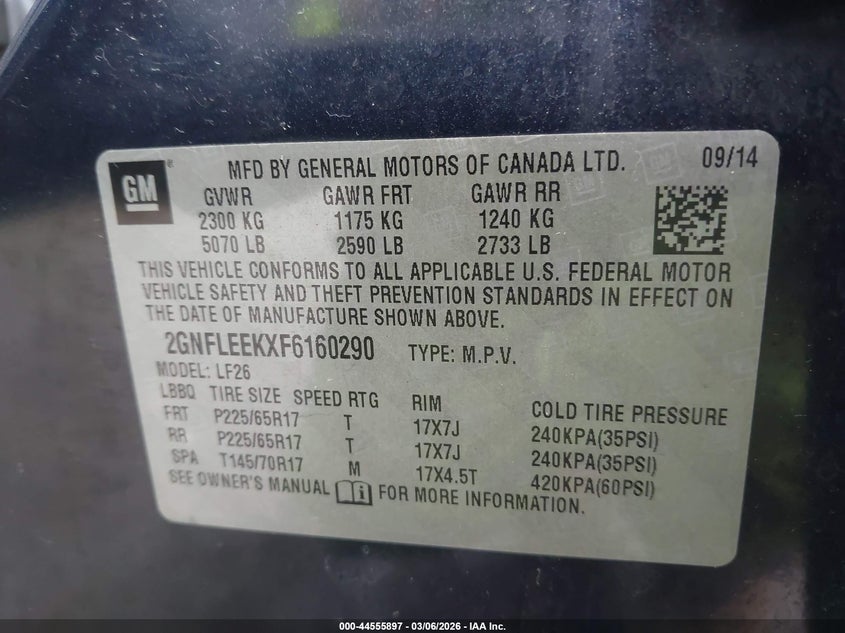 GM
®
MFD BY GENERAL MOTORS OF CANADA LTD. 09/14
GVWR GAWR FRT GAWR RR
2300 KG 1175 KG 1240 KG
5070 LB 2590 LB 2733 LB
THIS VEHICLE CONFORMS TO ALL APPLICABLE U.S. FEDERAL MOTOR
VEHICLE SAFETY AND THEFT PREVENTION STANDARDS IN EFFECT ON
THE DATE OF MANUFACTURE SHOWN ABOVE.
2GNFLEEKXF6160290 TYPE: M.P.V.
MODEL: LF26
LBBQ TIRE SIZE SPEED RTG RIM COLD TIRE PRESSURE
FRT P225/65R17 T 17X7J 240KPA(35PSI)
RR P225/65R17 T 17X7J 240KPA(35PSI)
SPA T145/70R17 M 17X4.5T 420KPA(60PSI)
SEE OWNER'S MANUAL FOR MORE INFORMATION.
000-44555897 — 03/06/2026 — IAA Inc.